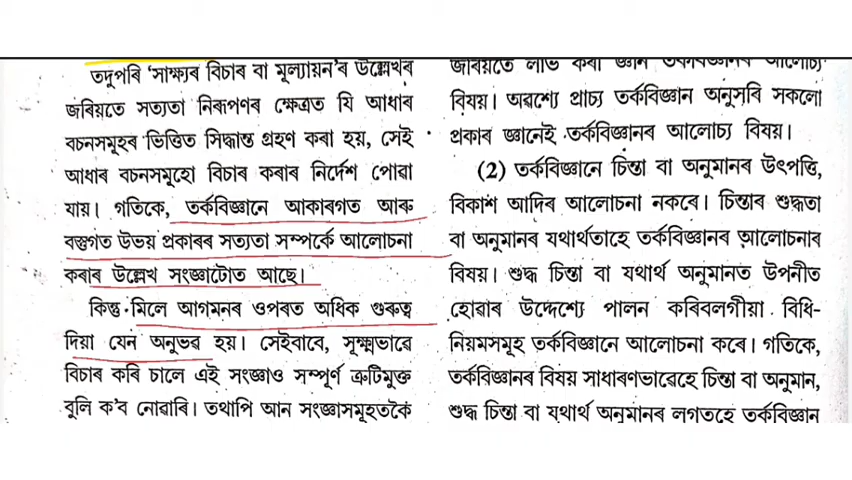 তদুপৰি ‘সাক্ষ্যৰ বিচাৰ বা মূল্যায়ন’ৰ উল্লেখৰ
জৰিয়তে সত্যতা নিৰূপণৰ ক্ষেত্ৰত যি আধাৰ
বচনসমূহৰ ভিত্তিত সিদ্ধান্ত গ্ৰহণ কৰা হয়, সেই
আধাৰ বচনসমূহো বিচাৰ কৰাৰ নিৰ্দেশ পোৱা
যায়। গতিকে, তৰ্কবিজ্ঞানে আকাৰগত আৰু
বস্তুগত উভয় প্ৰকাৰৰ সত্যতা সম্পৰ্কে আলোচনা
কৰাৰ উল্লেখ সংজ্ঞাটোত আছে।
কিন্তু মিলে আগমনৰ ওপৰত অধিক গুৰুত্ব
দিয়া যেন অনুভৱ হয়। সেইবাবে, সূক্ষ্মভাৱে
বিচাৰ কৰি চালে এই সংজ্ঞাও সম্পূৰ্ণ ত্ৰুটিমুক্ত
বুলি ক’ব নোৱাৰি। তথাপি আন সংজ্ঞাসমূহতকৈ
জৰিয়তে লাভ কৰা জ্ঞান তৰ্কবিজ্ঞানৰ আলোচ্য
বিষয়। অৱশ্যে প্ৰাচ্য তৰ্কবিজ্ঞান অনুসৰি সকলো
প্ৰকাৰ জ্ঞানেই তৰ্কবিজ্ঞানৰ আলোচ্য বিষয়।
(2) তৰ্কবিজ্ঞানে চিন্তা বা অনুমানৰ উৎপত্তি,
বিকাশ আদিৰ আলোচনা নকৰে। চিন্তাৰ শুদ্ধতা
বা অনুমানৰ যথাৰ্থতাহে তৰ্কবিজ্ঞানৰ আলোচনাৰ
বিষয়। শুদ্ধ চিন্তা বা যথাৰ্থ অনুমানত উপনীত
হোৱাৰ উদ্দেশ্যে পালন কৰিবলগীয়া বিধি-
নিয়মসমূহ তৰ্কবিজ্ঞানে আলোচনা কৰে। গতিকে,
তৰ্কবিজ্ঞানৰ বিষয় সাধাৰণভাৱেহে চিন্তা বা অনুমান,
শুদ্ধ চিন্তা বা যথাৰ্থ অনুমানৰ লগতহে তৰ্কবিজ্ঞান